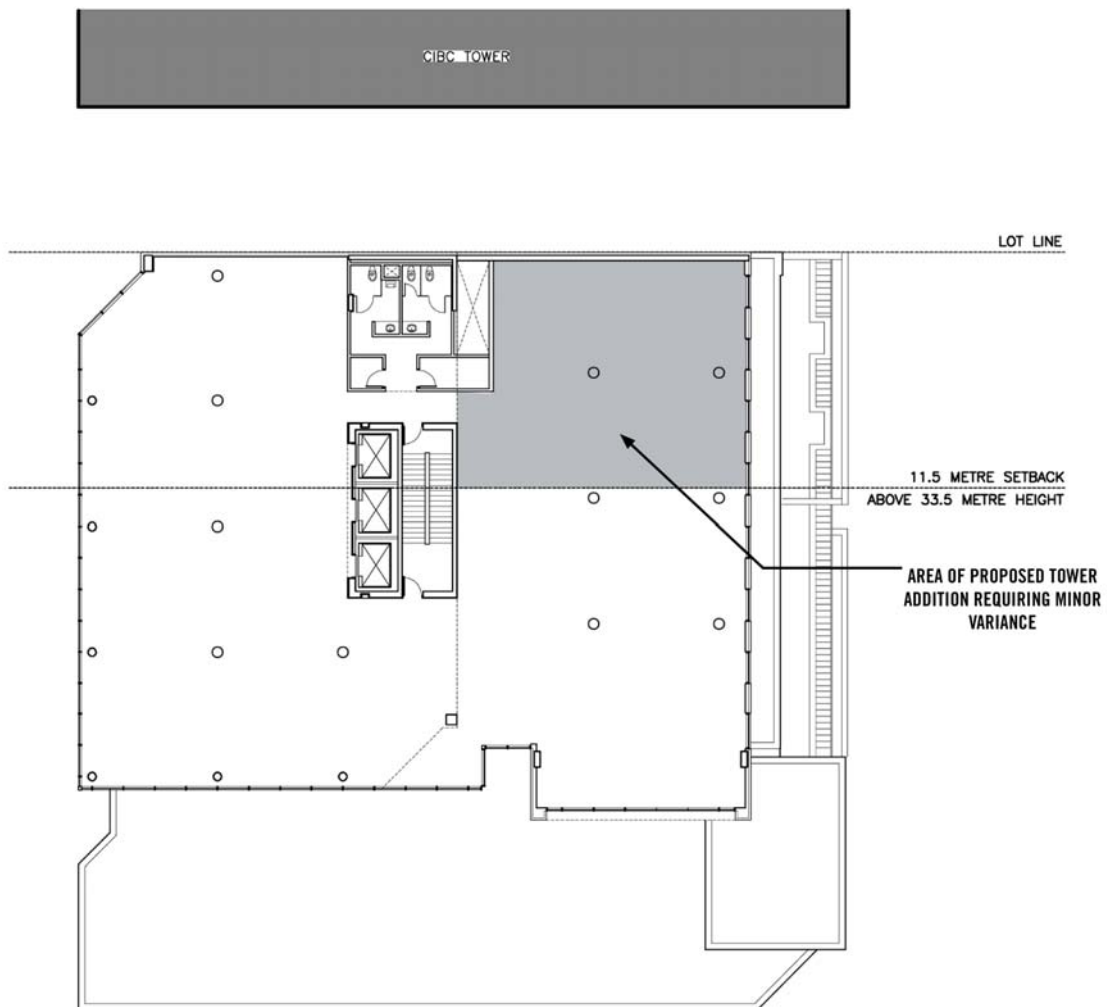 CIBC TOWER
LOT LINE
11.5 METRE SETBACK
ABOVE 33.5 METRE HEIGHT
AREA OF PROPOSED TOWER
ADDITION REQUIRING MINOR
VARIANCE